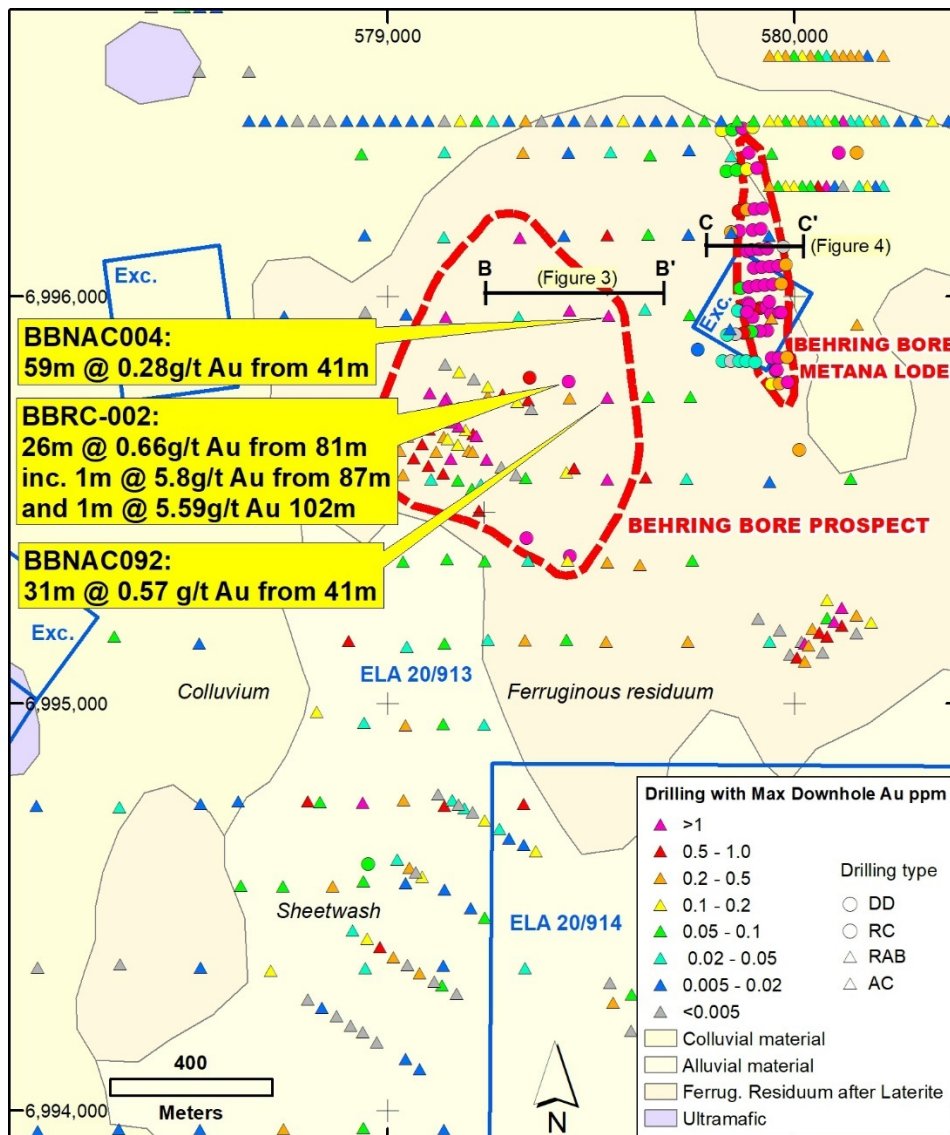 579,000
580,000
C
C'
(Figure 4)
B
(Figure 3)
B'
Exc.
6,996,000
Exc.
BBNAC004:
59m @ 0.28g/t Au from 41m
BEHRING BORE
METANA LODE
BBRC-002:
26m @ 0.66g/t Au from 81m
inc. 1m @ 5.8g/t Au from 87m
and 1m @ 5.59g/t Au 102m
BEHRING BORE PROSPECT
BBNAC092:
31m @ 0.57 g/t Au from 41m
Exc.
ELA 20/913
Colluvium
Ferruginous residuum
6,995,000
Drilling with Max Downhole Au ppm
>1
0.5 - 1.0
0.2 - 0.5
0.1 - 0.2
0.05 - 0.1
0.02 - 0.05
0.005 - 0.02
<0.005
Drilling type
DD
RC
RAB
AC
Colluvial material
Alluvial material
Ferrug. Residuum after Laterite
Ultramafic
Sheetwash
ELA 20/914
400
Meters
N
6,994,000